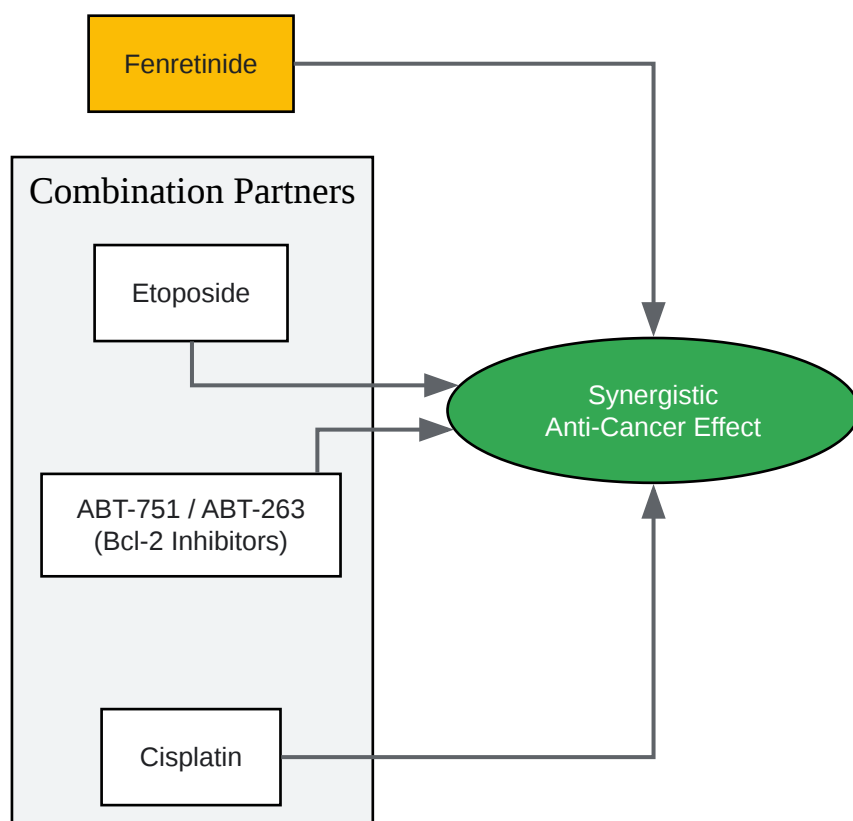 Fenretinide
Combination Partners
Etoposide
ABT-751 / ABT-263
(Bcl-2 Inhibitors)
Cisplatin
Synergistic
Anti-Cancer Effect